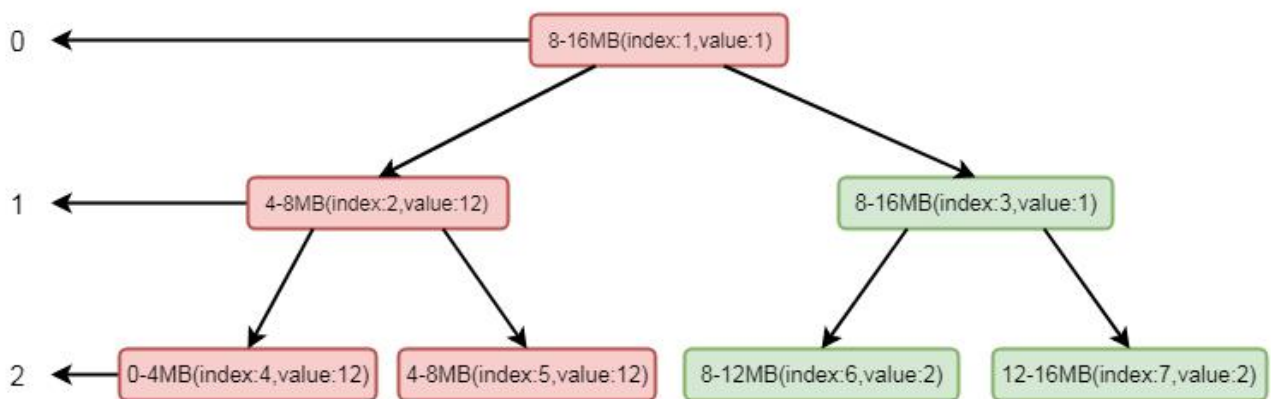 0
8-16MB(index:1,value:1)
1
4-8MB(index:2,value:12)
8-16MB(index:3,value:1)
2
0-4MB(index:4,value:12)
4-8MB(index:5,value:12)
8-12MB(index:6,value:2)
12-16MB(index:7,value:2)